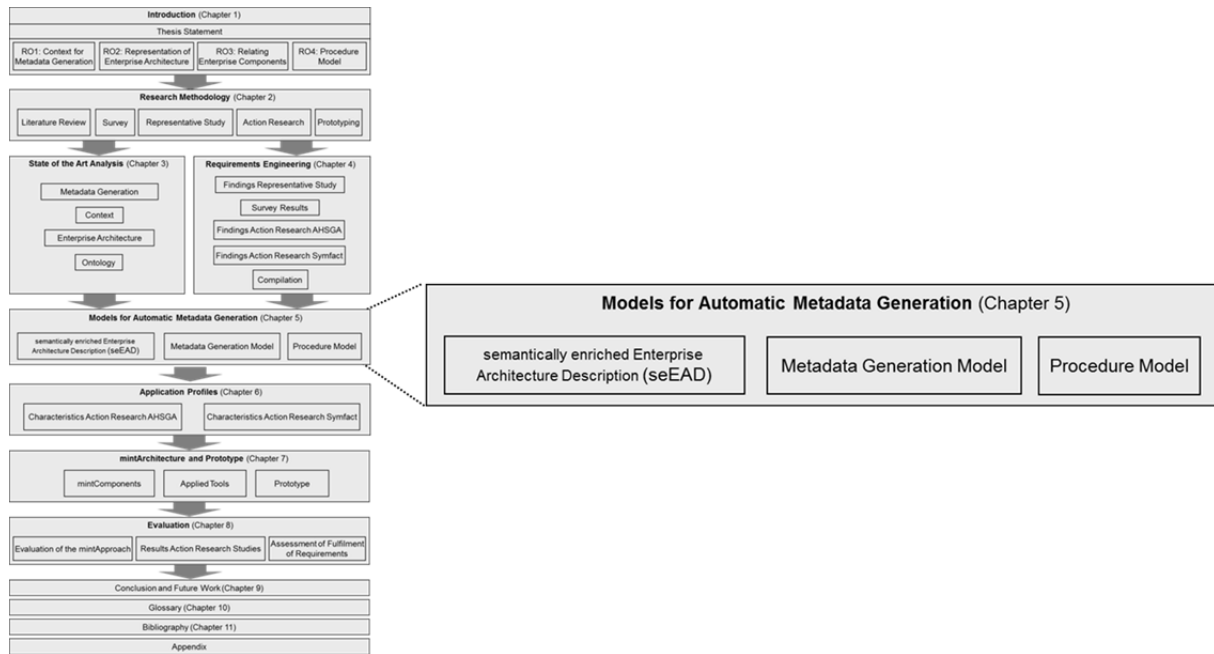 Introduction (Chapter 1)
Thesis Statement
RO1: Context for
Metadata Generation
RO2: Representation of
Enterprise Architecture
RO3: Relating
Enterprise Components
RO4: Procedure
Model
Research Methodology (Chapter 2)
Literature Review
Survey
Representative Study
Action Research
Prototyping
State of the Art Analysis (Chapter 3)
Metadata Generation
Context
Enterprise Architecture
Ontology
Requirements Engineering (Chapter 4)
Findings Representative Study
Survey Results
Findings Action Research AHSGA
Findings Action Research Symfact
Compilation
Models for Automatic Metadata Generation (Chapter 5)
semantically enriched Enterprise
Architecture Description (seEAD)
Metadata Generation Model
Procedure Model
Application Profiles (Chapter 6)
Characteristics Action Research AHSGA
Characteristics Action Research Symfact
mintArchitecture and Prototype (Chapter 7)
mintComponents
Applied Tools
Prototype
Evaluation (Chapter 8)
Evaluation of the mintApproach
Results Action Research Studies
Assessment of Fulfilment
of Requirements
Conclusion and Future Work (Chapter 9)
Glossary (Chapter 10)
Bibliography (Chapter 11)
Appendix
Models for Automatic Metadata Generation (Chapter 5)
semantically enriched Enterprise
Architecture Description (seEAD)
Metadata Generation Model
Procedure Model